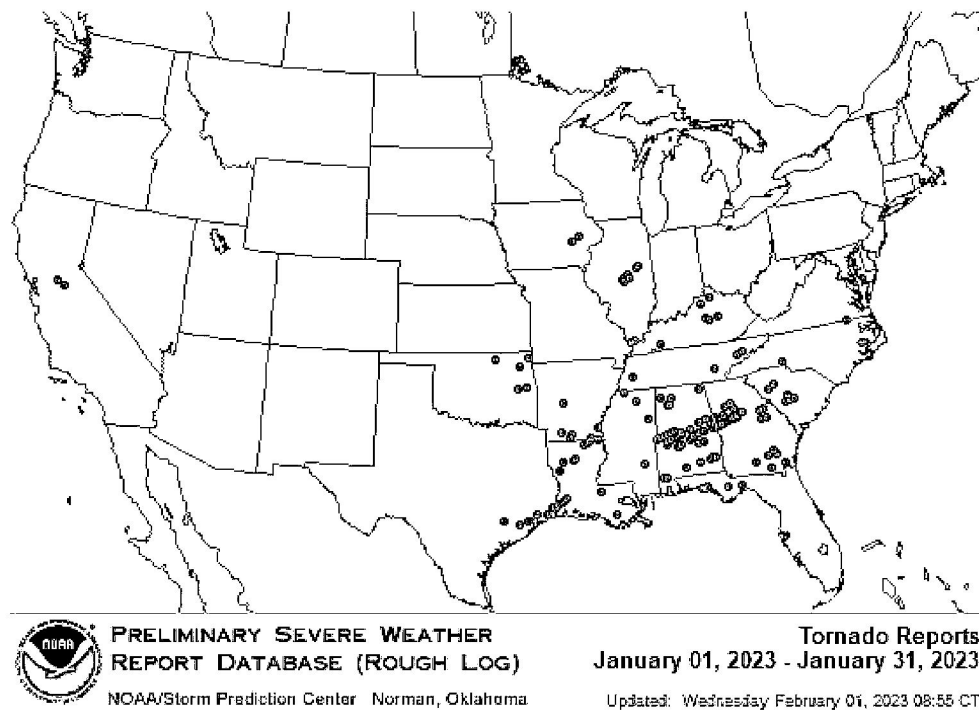 NOAA
PRELIMINARY SEVERE WEATHER
REPORT DATABASE (ROUGH LOG)
NOAA/Storm Prediction Center Norman, Oklahoma
Tornado Reports
January 01, 2023 - January 31, 2023
Updated: Wednesday February 01, 2023 08:55 CT